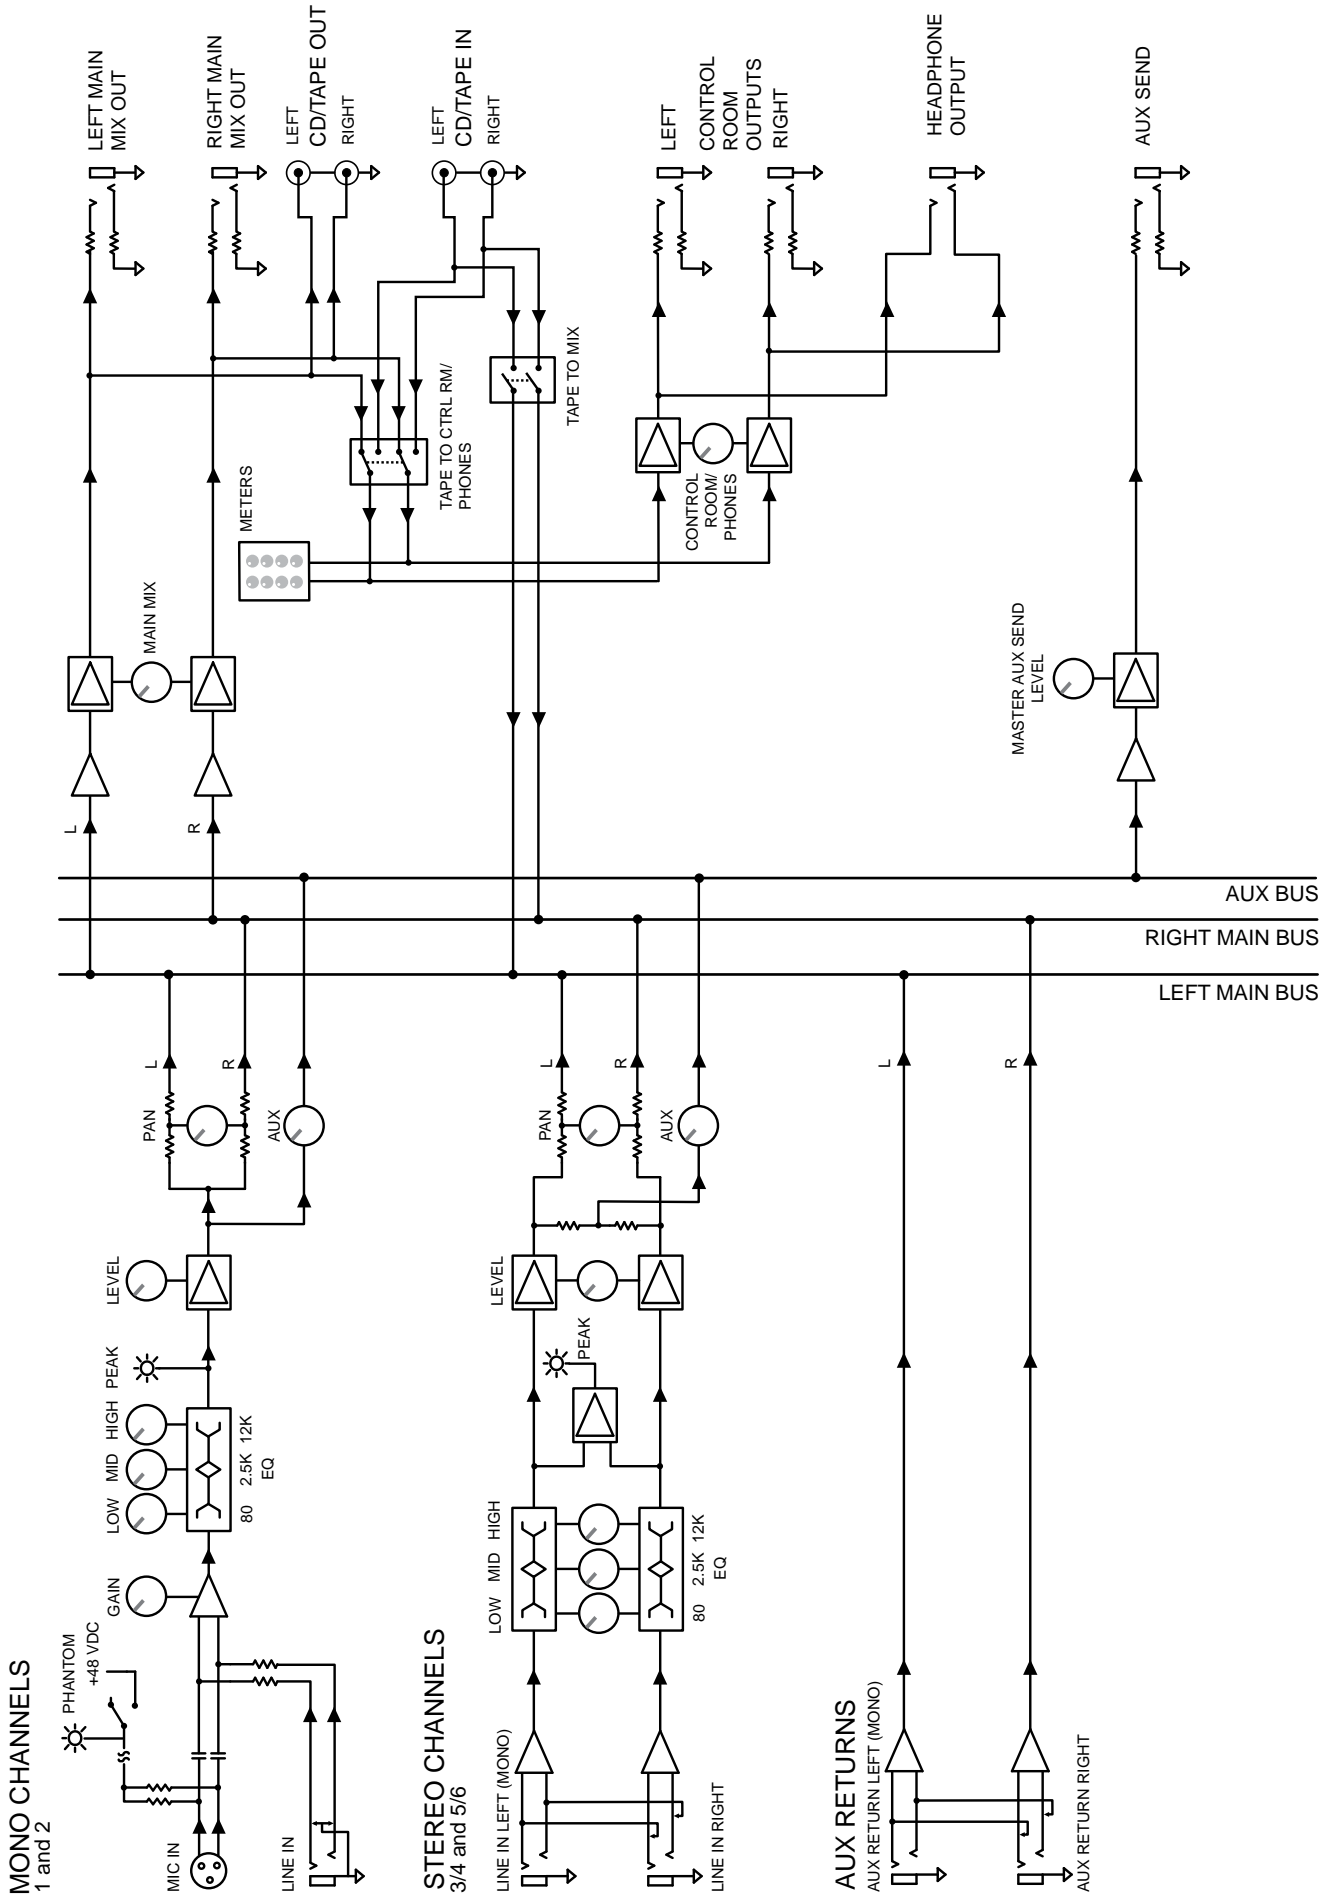 MONO CHANNELS
1 and 2
MIC IN
LINE IN
PHANTOM
+48 VDC
GAIN
LOW
MID
HIGH
PEAK
80
2.5K
12K
EQ
LEVEL
PAN
L
R
AUX
STEREO CHANNELS
3/4 and 5/6
LINE IN LEFT (MONO)
LINE IN RIGHT
LOW
MID
HIGH
80
2.5K
12K
EQ
PEAK
LEVEL
PAN
L
R
AUX
AUX RETURNS
AUX RETURN LEFT (MONO)
AUX RETURN RIGHT
L
R
LEFT MAIN BUS
RIGHT MAIN BUS
AUX BUS
L
R
MAIN MIX
METERS
TAPE TO CTRL RM/
PHONES
TAPE TO MIX
CONTROL
ROOM/
PHONES
MASTER AUX SEND
LEVEL
LEFT MAIN
MIX OUT
RIGHT MAIN
MIX OUT
LEFT
CD/TAPE OUT
RIGHT
LEFT
CD/TAPE IN
RIGHT
LEFT
CONTROL
ROOM
OUTPUTS
RIGHT
HEADPHONE
OUTPUT
AUX SEND